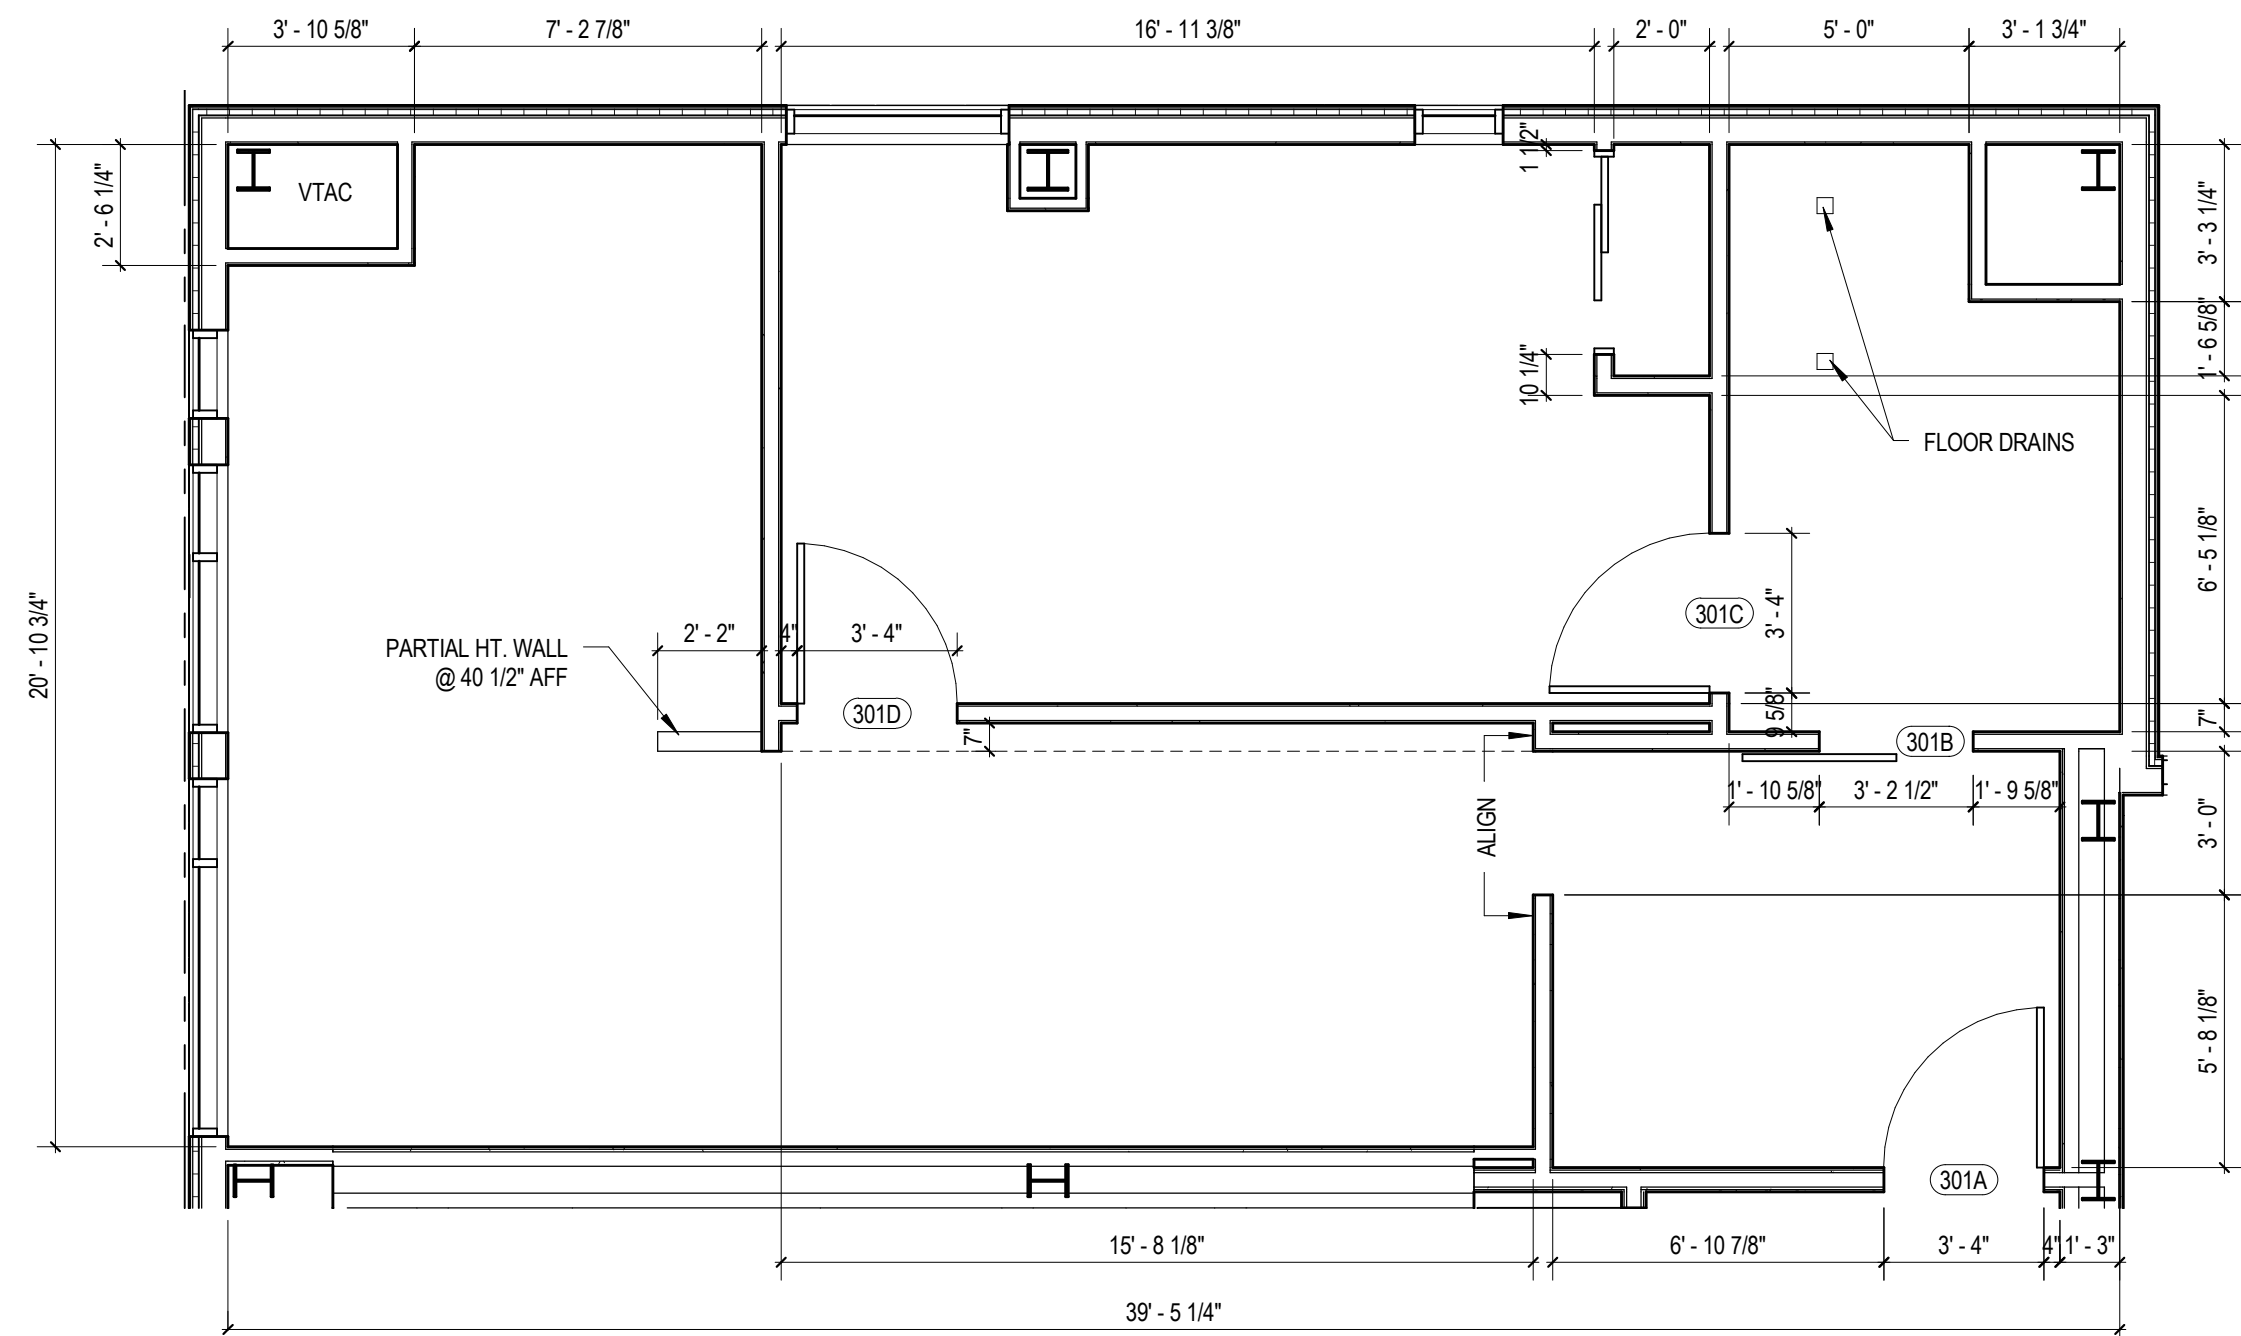 3' - 10 5/8"
7' - 2 7/8"
16' - 11 3/8"
2' - 0"
5' - 0"
3' - 1 3/4"
1 1/2"
VTAC
2' - 6 1/4"
3' - 3 1/4"
1' - 6 5/8"
10 1/4"
FLOOR DRAINS
6' - 5 1/8"
20' - 10 3/4"
PARTIAL HT. WALL
@ 40 1/2" AFF
2' - 2"
4"
3' - 4"
301C
3' - 4"
301D
7"
9 5/8"
301B
7"
1' - 10 5/8"
3' - 2 1/2"
1' - 9 5/8"
ALIGN
3' - 0"
5' - 8 1/8"
301A
15' - 8 1/8"
6' - 10 7/8"
3' - 4"
4"
1' - 3"
39' - 5 1/4"